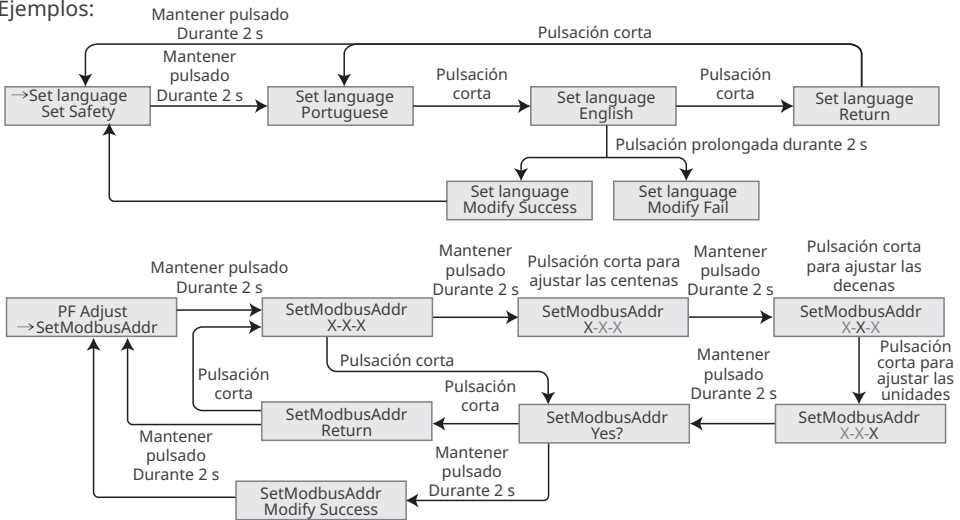 Ejemplos:
Mantener pulsado
Durante 2 s
Pulsación corta
Mantener
pulsado
Durante 2 s
Pulsación
corta
Pulsación
corta
→Set language
Set Safety
Set language
Portuguese
Set language
English
Set language
Return
Pulsación prolongada durante 2 s
Set language
Modify Success
Set language
Modify Fail
Mantener pulsado
Durante 2 s
Mantener
pulsado
Durante 2 s
Pulsación corta para
ajustar las centenas
Mantener
pulsado
Durante 2 s
Pulsación corta
para ajustar las
decenas
PF Adjust
→SetModbusAddr
SetModbusAddr
X-X-X
SetModbusAddr
X-X-X
SetModbusAddr
X-X-X
Pulsación corta
Mantener
pulsado
Durante 2 s
Pulsación
corta para
ajustar las
unidades
Pulsación
corta
Pulsación
corta
SetModbusAddr
Return
SetModbusAddr
Yes?
SetModbusAddr
X-X-X
Mantener
pulsado
Durante 2 s
Mantener
pulsado
Durante 2 s
SetModbusAddr
Modify Success